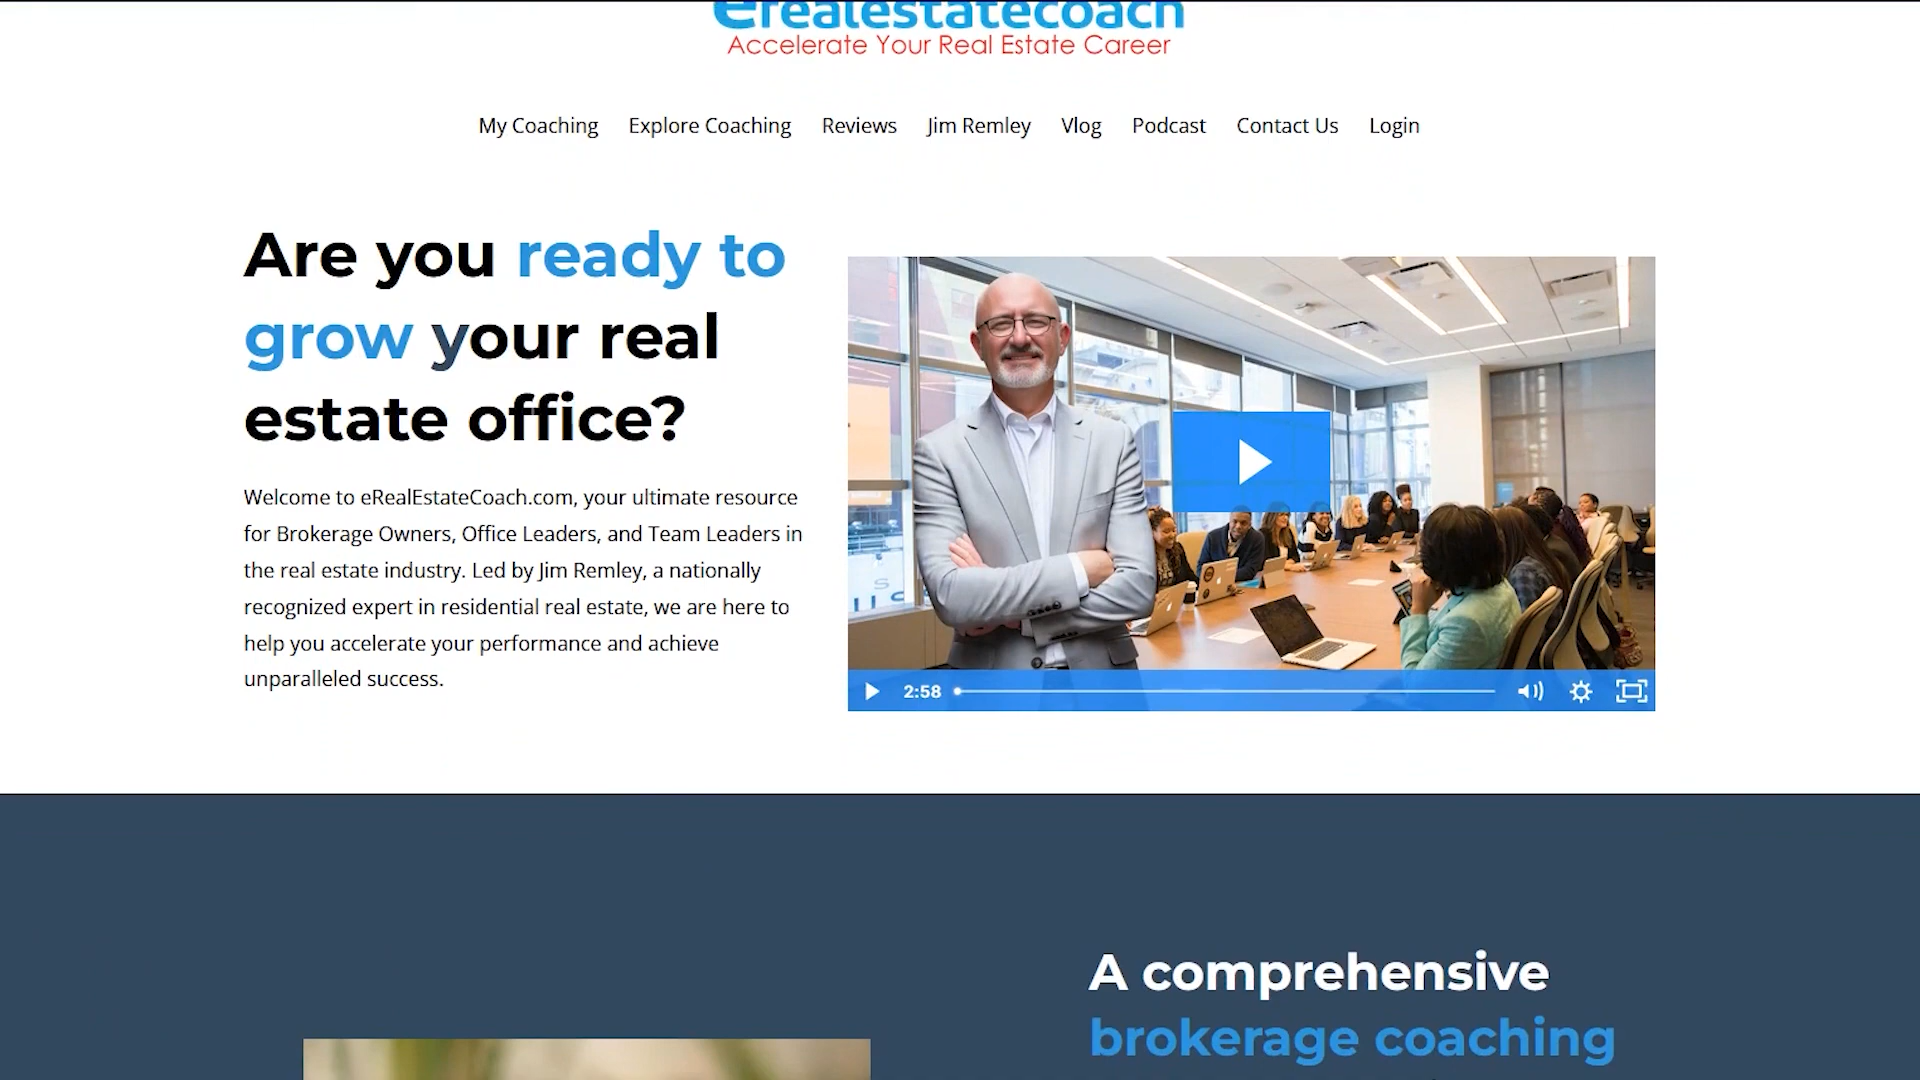 erealestatecoach
Accelerate Your Real Estate Career
My Coaching Explore Coaching Reviews Jim Remley Vlog Podcast Contact Us Login
Are you ready to
grow your real
estate office?
Welcome to eRealEstateCoach.com, your ultimate resource
for Brokerage Owners, Office Leaders, and Team Leaders in
the real estate industry. Led by Jim Remley, a nationally
recognized expert in residential real estate, we are here to
help you accelerate your performance and achieve
unparalleled success.
2:58
A comprehensive
brokerage coaching